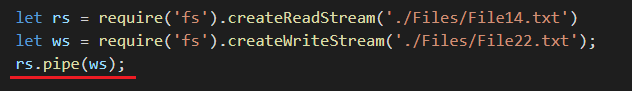 let rs = require('fs').createReadStream('./Files/File14.txt')
let ws = require('fs').createWriteStream('./Files/File22.txt');
rs.pipe(ws);